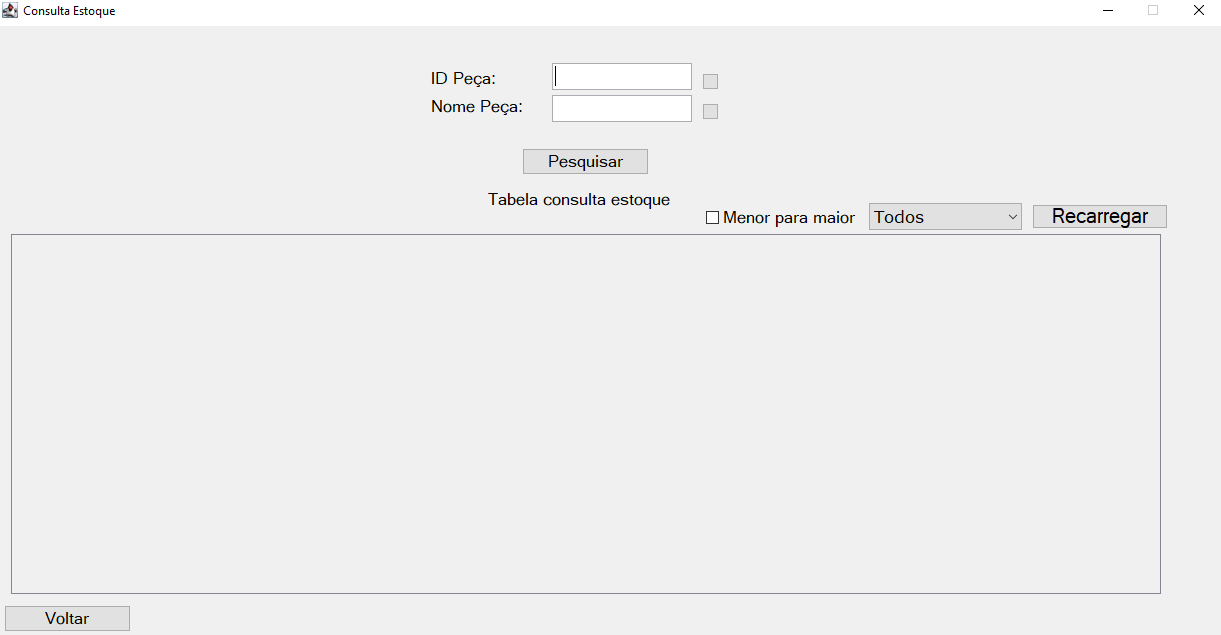 Consulta Estoque
ID Peça:
Nome Peça:
Pesquisar
Tabela consulta estoque
Menor para maior Todos Recarregar
Voltar